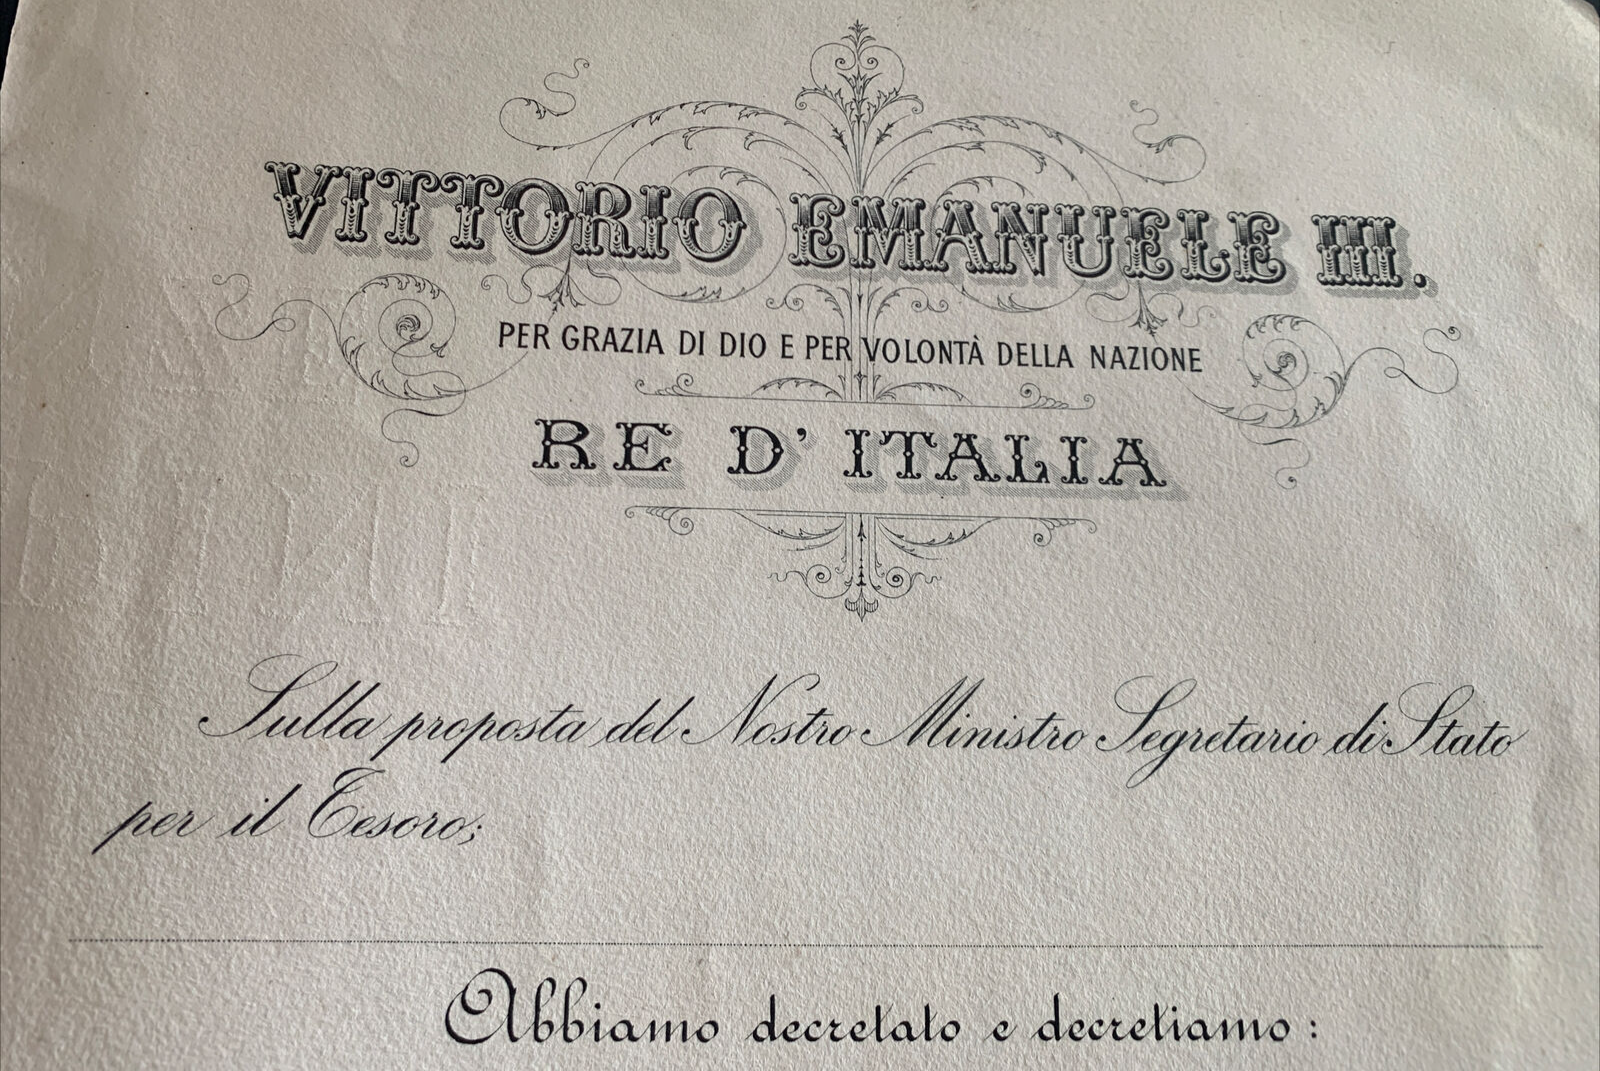 VITTORIO EMANUELE III.
PER GRAZIA DI DIO E PER VOLONTÀ DELLA NAZIONE
RE D' ITALIA
Sulla proposta del Nostro Ministro Segretario di Stato
per il Tesoro;
Abbiamo decretato e decretiamo :